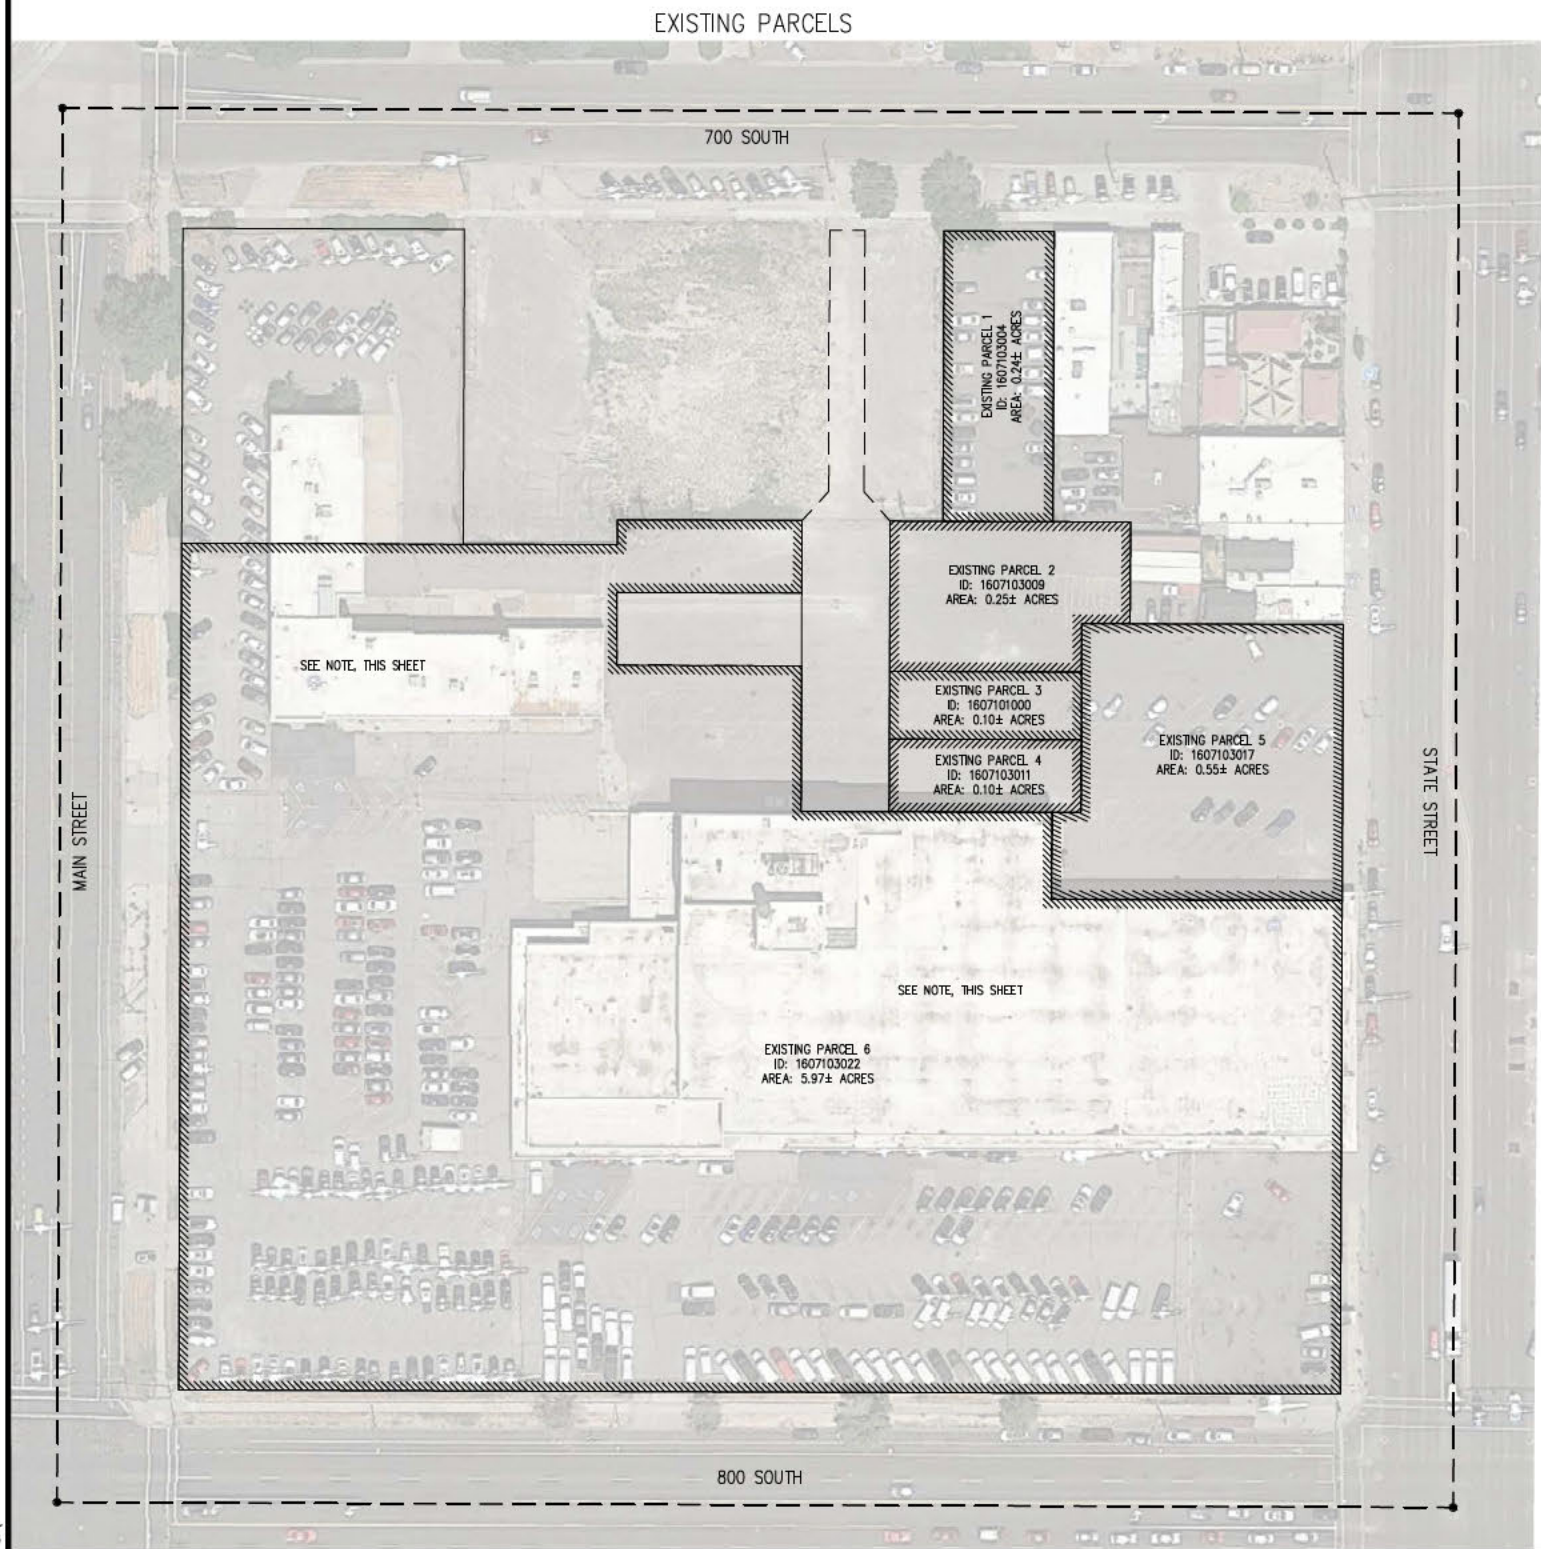 EXISTING PARCELS
700 SOUTH
EXISTING PARCEL 1
ID: 1607103004
AREA: 0.24± ACRES
EXISTING PARCEL 2
ID: 1607103009
AREA: 0.25± ACRES
SEE NOTE, THIS SHEET
EXISTING PARCEL 3
ID: 1607101000
AREA: 0.10± ACRES
EXISTING PARCEL 4
ID: 1607103011
AREA: 0.10± ACRES
EXISTING PARCEL 5
ID: 1607103017
AREA: 0.55± ACRES
MAIN STREET
STATE STREET
SEE NOTE, THIS SHEET
EXISTING PARCEL 6
ID: 1607103022
AREA: 5.97± ACRES
800 SOUTH